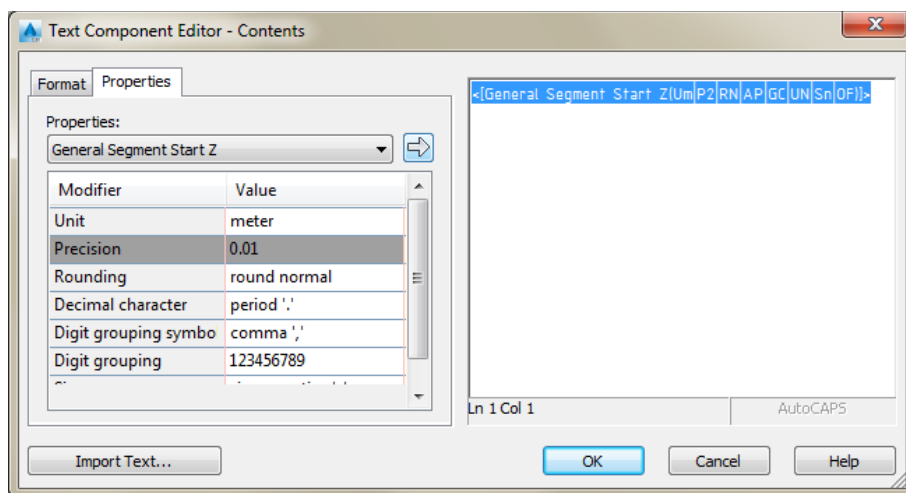 Text Component Editor - Contents
Format Properties
Properties:
General Segment Start Z
Modifier Value
Unit meter
Precision 0.01
Rounding round normal
Decimal character period '.'
Digit grouping symbo comma ','
Digit grouping 123456789
<[General Segment Start Z(Um|P2|RN|AP|GC|UN|Sn|OF)]>
Ln 1 Col 1
AutoCAPS
Import Text...
OK
Cancel
Help